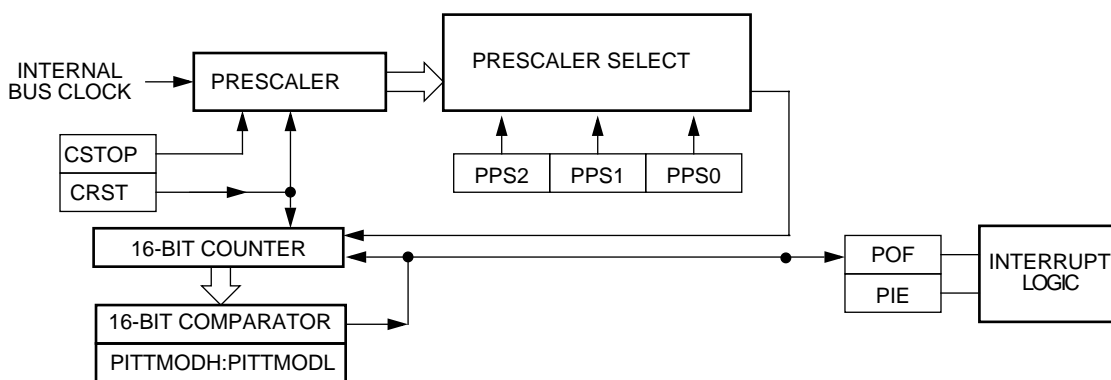 INTERNAL
BUS CLOCK
PRESCALER
PRESCALER SELECT
CSTOP
CRST
PPS2
PPS1
PPS0
16-BIT COUNTER
POF
PIE
INTERRUPT
LOGIC
16-BIT COMPARATOR
PITTMODH:PITTMODL